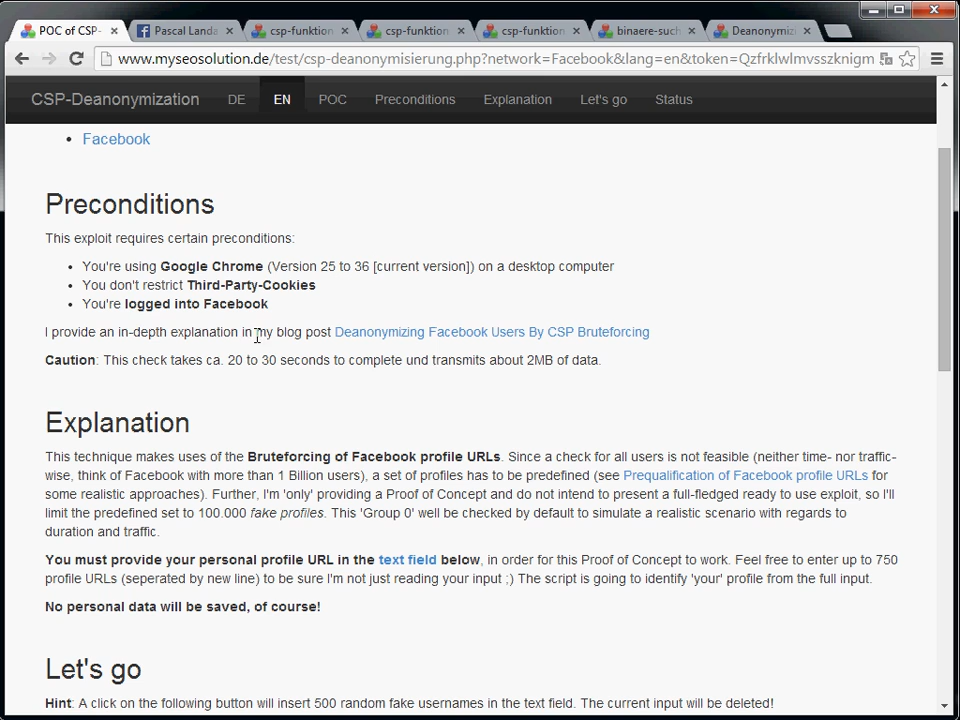 POC of CSP-
Pascal Landa
csp-funktion
csp-funktion
csp-funktion
binaere-such
Deanonymiz
www.myseosolution.de/test/csp-deanonymisierung.php?network=Facebook&lang=en&token=Qzfrklwlmvsszknigm
CSP-Deanonymization DE EN POC Preconditions Explanation Let's go Status
• Facebook
Preconditions
This exploit requires certain preconditions:
• You're using Google Chrome (Version 25 to 36 [current version]) on a desktop computer
• You don't restrict Third-Party-Cookies
• You're logged into Facebook
I provide an in-depth explanation in my blog post Deanonymizing Facebook Users By CSP Bruteforcing
Caution: This check takes ca. 20 to 30 seconds to complete und transmits about 2MB of data.
Explanation
This technique makes uses of the Bruteforcing of Facebook profile URLs. Since a check for all users is not feasible (neither time- nor traffic-
wise, think of Facebook with more than 1 Billion users), a set of profiles has to be predefined (see Prequalification of Facebook profile URLs for
some realistic approaches). Further, I'm 'only' providing a Proof of Concept and do not intend to present a full-fledged ready to use exploit, so I'll
limit the predefined set to 100.000 fake profiles. This 'Group 0' well be checked by default to simulate a realistic scenario with regards to
duration and traffic.
You must provide your personal profile URL in the text field below, in order for this Proof of Concept to work. Feel free to enter up to 750
profile URLs (seperated by new line) to be sure I'm not just reading your input ;) The script is going to identify 'your' profile from the full input.
No personal data will be saved, of course!
Let's go
Hint: A click on the following button will insert 500 random fake usernames in the text field. The current input will be deleted!